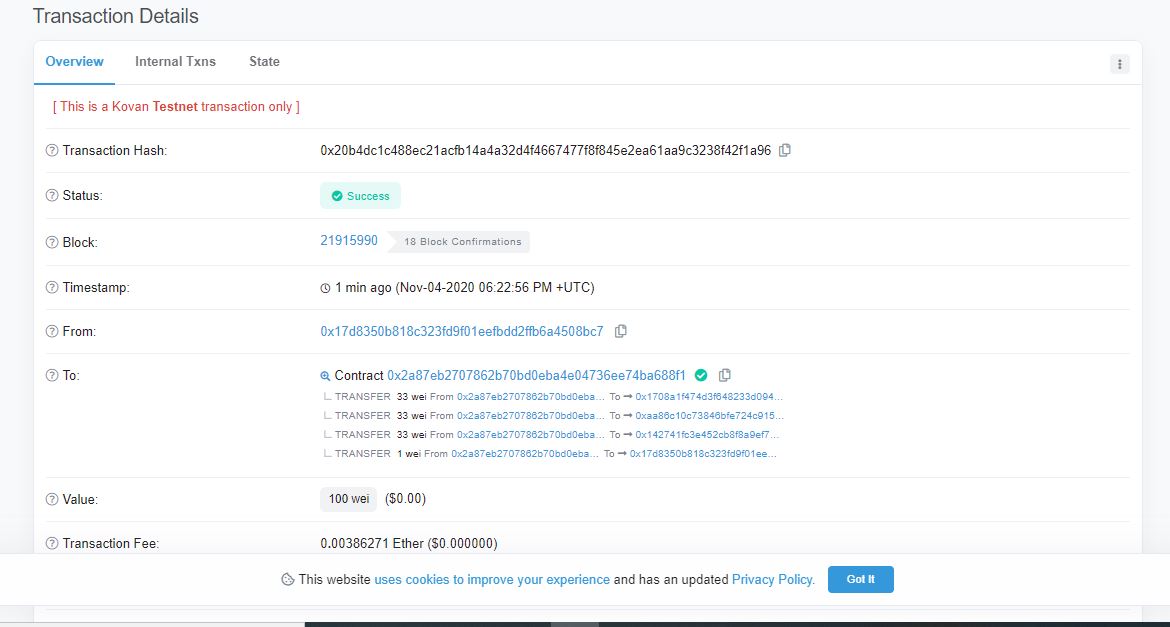 Transaction Details
Overview Internal Txns State
[ This is a Kovan Testnet transaction only ]
Transaction Hash: 0x20b4dc1c488ec21acfb14a4a32d4f4667477f8f845e2ea61aa9c3238f42f1a96
Status: Success
Block: 21915990 18 Block Confirmations
Timestamp: 1 min ago (Nov-04-2020 06:22:56 PM +UTC)
From: 0x17d8350b818c323fd9f01eefbdd2ffb6a4508bc7
To: Contract 0x2a87eb2707862b70bd0eba4e04736ee74ba688f1
TRANSFER 33 wei From 0x2a87eb2707862b70bd0eba... To → 0x1708a1f474d3f648233d094...
TRANSFER 33 wei From 0x2a87eb2707862b70bd0eba... To → 0xaa86c10c73846bfe724c915...
TRANSFER 33 wei From 0x2a87eb2707862b70bd0eba... To → 0x142741fc3e452cb8f8a9ef7...
TRANSFER 1 wei From 0x2a87eb2707862b70bd0eba... To → 0x17d8350b818c323fd9f01ee...
Value: 100 wei ($0.00)
Transaction Fee: 0.00386271 Ether ($0.000000)
This website uses cookies to improve your experience and has an updated Privacy Policy. Got It